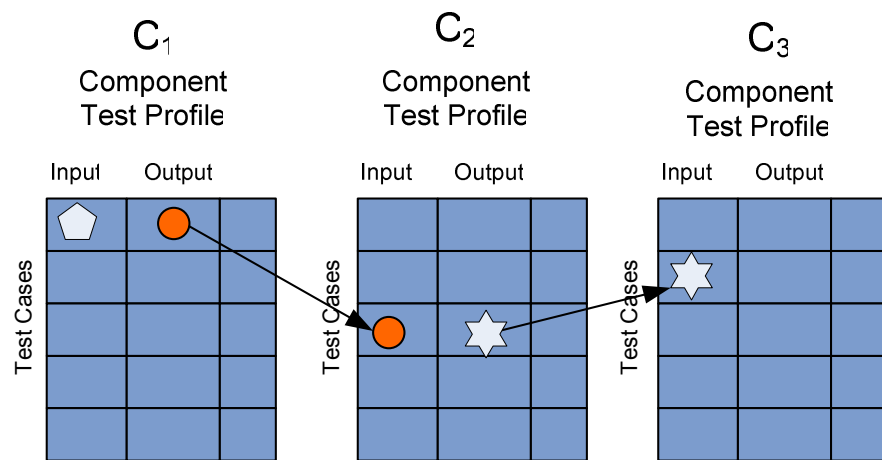 C1
Component
Test Profile
Input Output
Test Cases
C2
Component
Test Profile
Input Output
Test Cases
C3
Component
Test Profile
Input Output
Test Cases